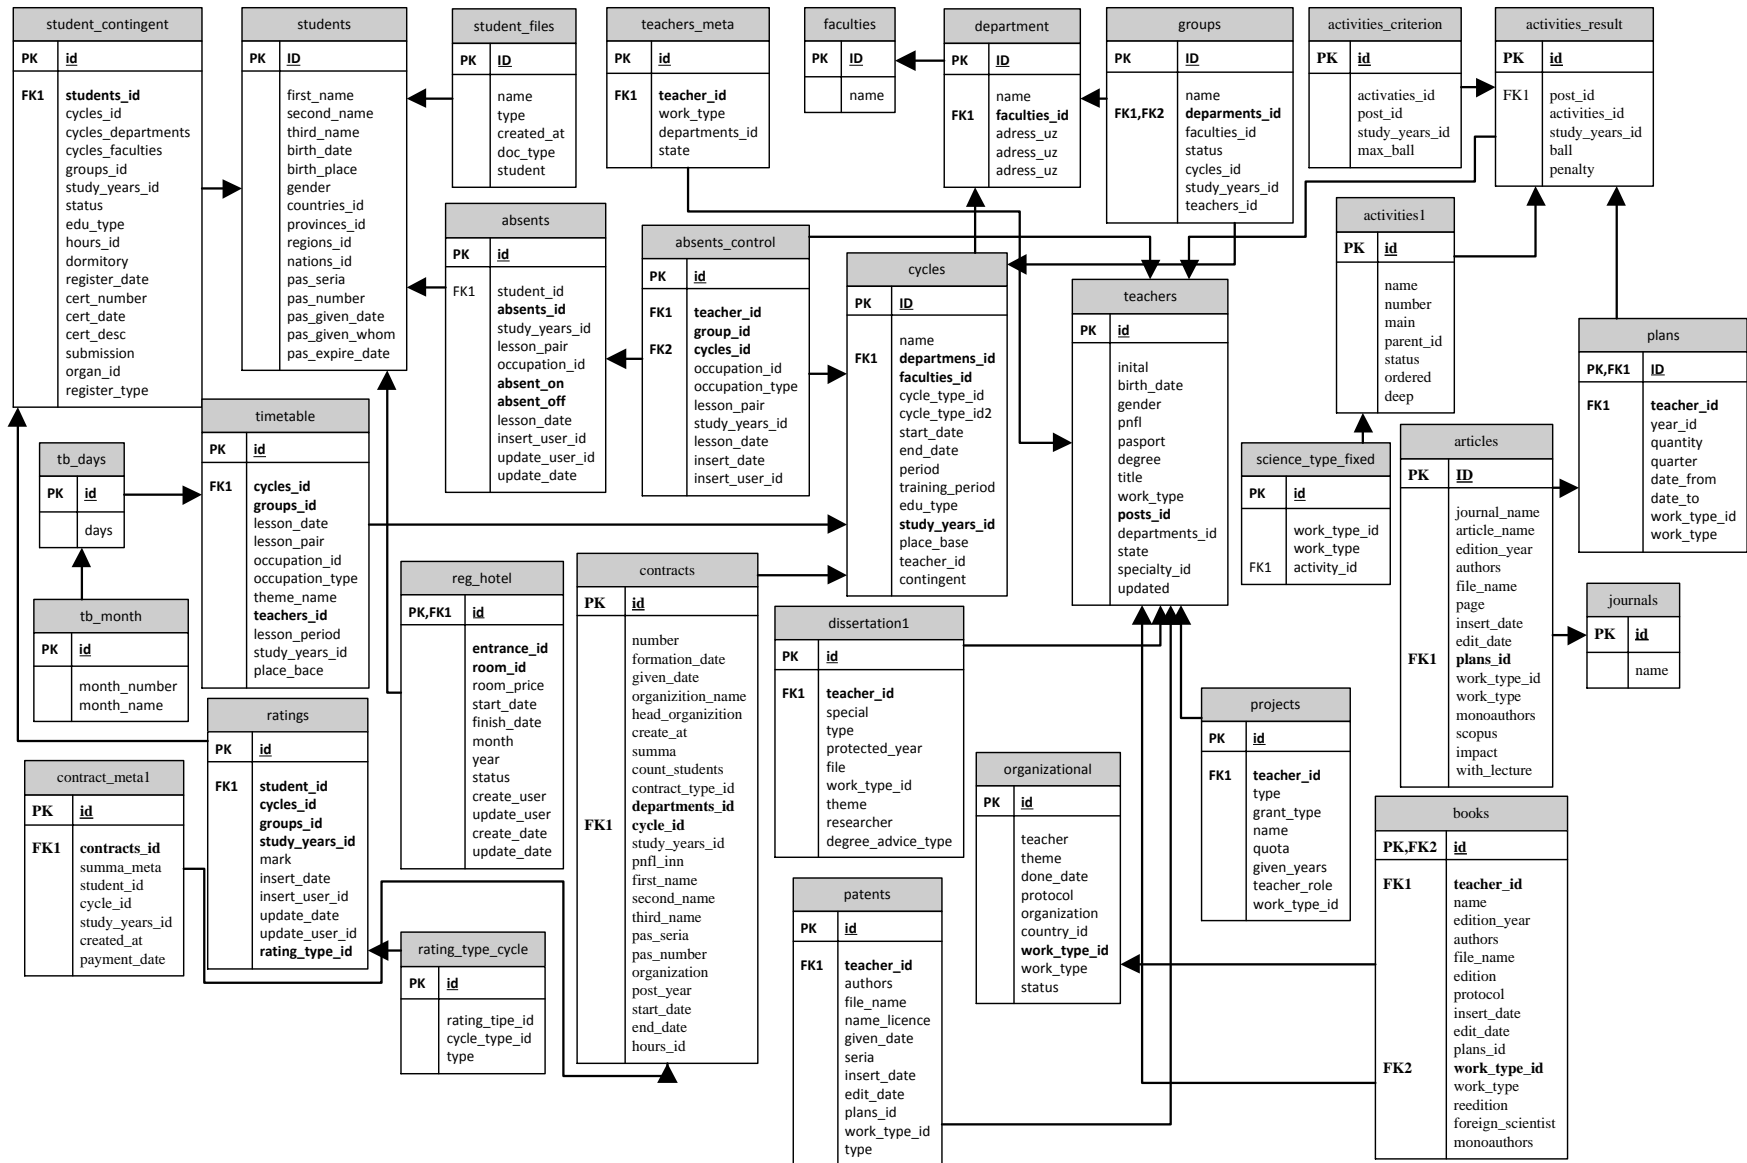 student_contingent
PK id
FK1 students_id
cycles_id
cycles_departments
cycles_faculties
groups_id
study_years_id
status
edu_type
hours_id
dormitory
register_date
cert_number
cert_date
cert_desc
submission
organ_id
register_type
students
PK ID
first_name
second_name
third_name
birth_date
birth_place
gender
countries_id
provinces_id
regions_id
nations_id
pas_seria
pas_number
pas_given_date
pas_given_whom
pas_expire_date
student_files
PK ID
name
type
created_at
doc_type
student
teachers_meta
PK id
FK1 teacher_id
work_type
departments_id
state
faculties
PK ID
name
department
PK ID
name
FK1 faculties_id
adress_uz
adress_uz
adress_uz
groups
PK ID
name
FK1,FK2 deparments_id
faculties_id
status
cycles_id
study_years_id
teachers_id
activities_criterion
PK id
activaties_id
post_id
study_years_id
max_ball
activities_result
PK id
FK1 post_id
activities_id
study_years_id
ball
penalty
absents
PK id
FK1 student_id
absents_id
study_years_id
lesson_pair
occupation_id
absent_on
absent_off
lesson_date
insert_user_id
update_user_id
update_date
absents_control
PK id
FK1 teacher_id
group_id
FK2 cycles_id
occupation_id
occupation_type
lesson_pair
study_years_id
lesson_date
insert_date
insert_user_id
cycles
PK ID
name
FK1 departmens_id
faculties_id
cycle_type_id
cycle_type_id2
start_date
end_date
period
training_period
edu_type
study_years_id
place_base
teacher_id
contingent
teachers
PK id
inital
birth_date
gender
pnfl
pasport
degree
title
work_type
posts_id
departments_id
state
specialty_id
updated
activities1
PK id
name
number
main
parent_id
status
ordered
deep
plans
PK,FK1 ID
FK1 teacher_id
year_id
quantity
quarter
date_from
date_to
work_type_id
work_type
timetable
PK id
FK1 cycles_id
groups_id
lesson_date
lesson_pair
occupation_id
occupation_type
theme_name
teachers_id
lesson_period
study_years_id
place_bace
tb_days
PK id
days
tb_month
PK id
month_number
month_name
science_type_fixed
PK id
work_type_id
work_type
FK1 activity_id
articles
PK ID
journal_name
article_name
edition_year
authors
file_name
page
insert_date
edit_date
FK1 plans_id
work_type_id
work_type
monoauthors
scopus
impact
with_lecture
journals
PK id
name
reg_hotel
PK,FK1 id
entrance_id
room_id
room_price
start_date
finish_date
month
year
status
create_user
update_user
create_date
update_date
contracts
PK id
number
formation_date
given_date
organizition_name
head_organizition
create_at
summa
count_students
contract_type_id
departments_id
FK1 cycle_id
study_years_id
pnfl_inn
first_name
second_name
third_name
pas_seria
pas_number
organization
post_year
start_date
end_date
hours_id
dissertation1
PK id
FK1 teacher_id
special
type
protected_year
file
work_type_id
theme
researcher
degree_advice_type
projects
PK id
FK1 teacher_id
type
grant_type
name
quota
given_years
teacher_role
work_type_id
ratings
PK id
FK1 student_id
cycles_id
groups_id
study_years_id
mark
insert_date
insert_user_id
update_date
update_user_id
rating_type_id
contract_meta1
PK id
FK1 contracts_id
summa_meta
student_id
cycle_id
study_years_id
created_at
payment_date
organizational
PK id
teacher
theme
done_date
protocol
organization
country_id
work_type_id
work_type
status
books
PK,FK2 id
FK1 teacher_id
name
edition_year
authors
file_name
edition
protocol
insert_date
edit_date
plans_id
FK2 work_type_id
work_type
reedition
foreign_scientist
monoauthors
patents
PK id
FK1 teacher_id
authors
file_name
name_licence
given_date
seria
insert_date
edit_date
plans_id
work_type_id
type
rating_type_cycle
PK id
rating_tipe_id
cycle_type_id
type